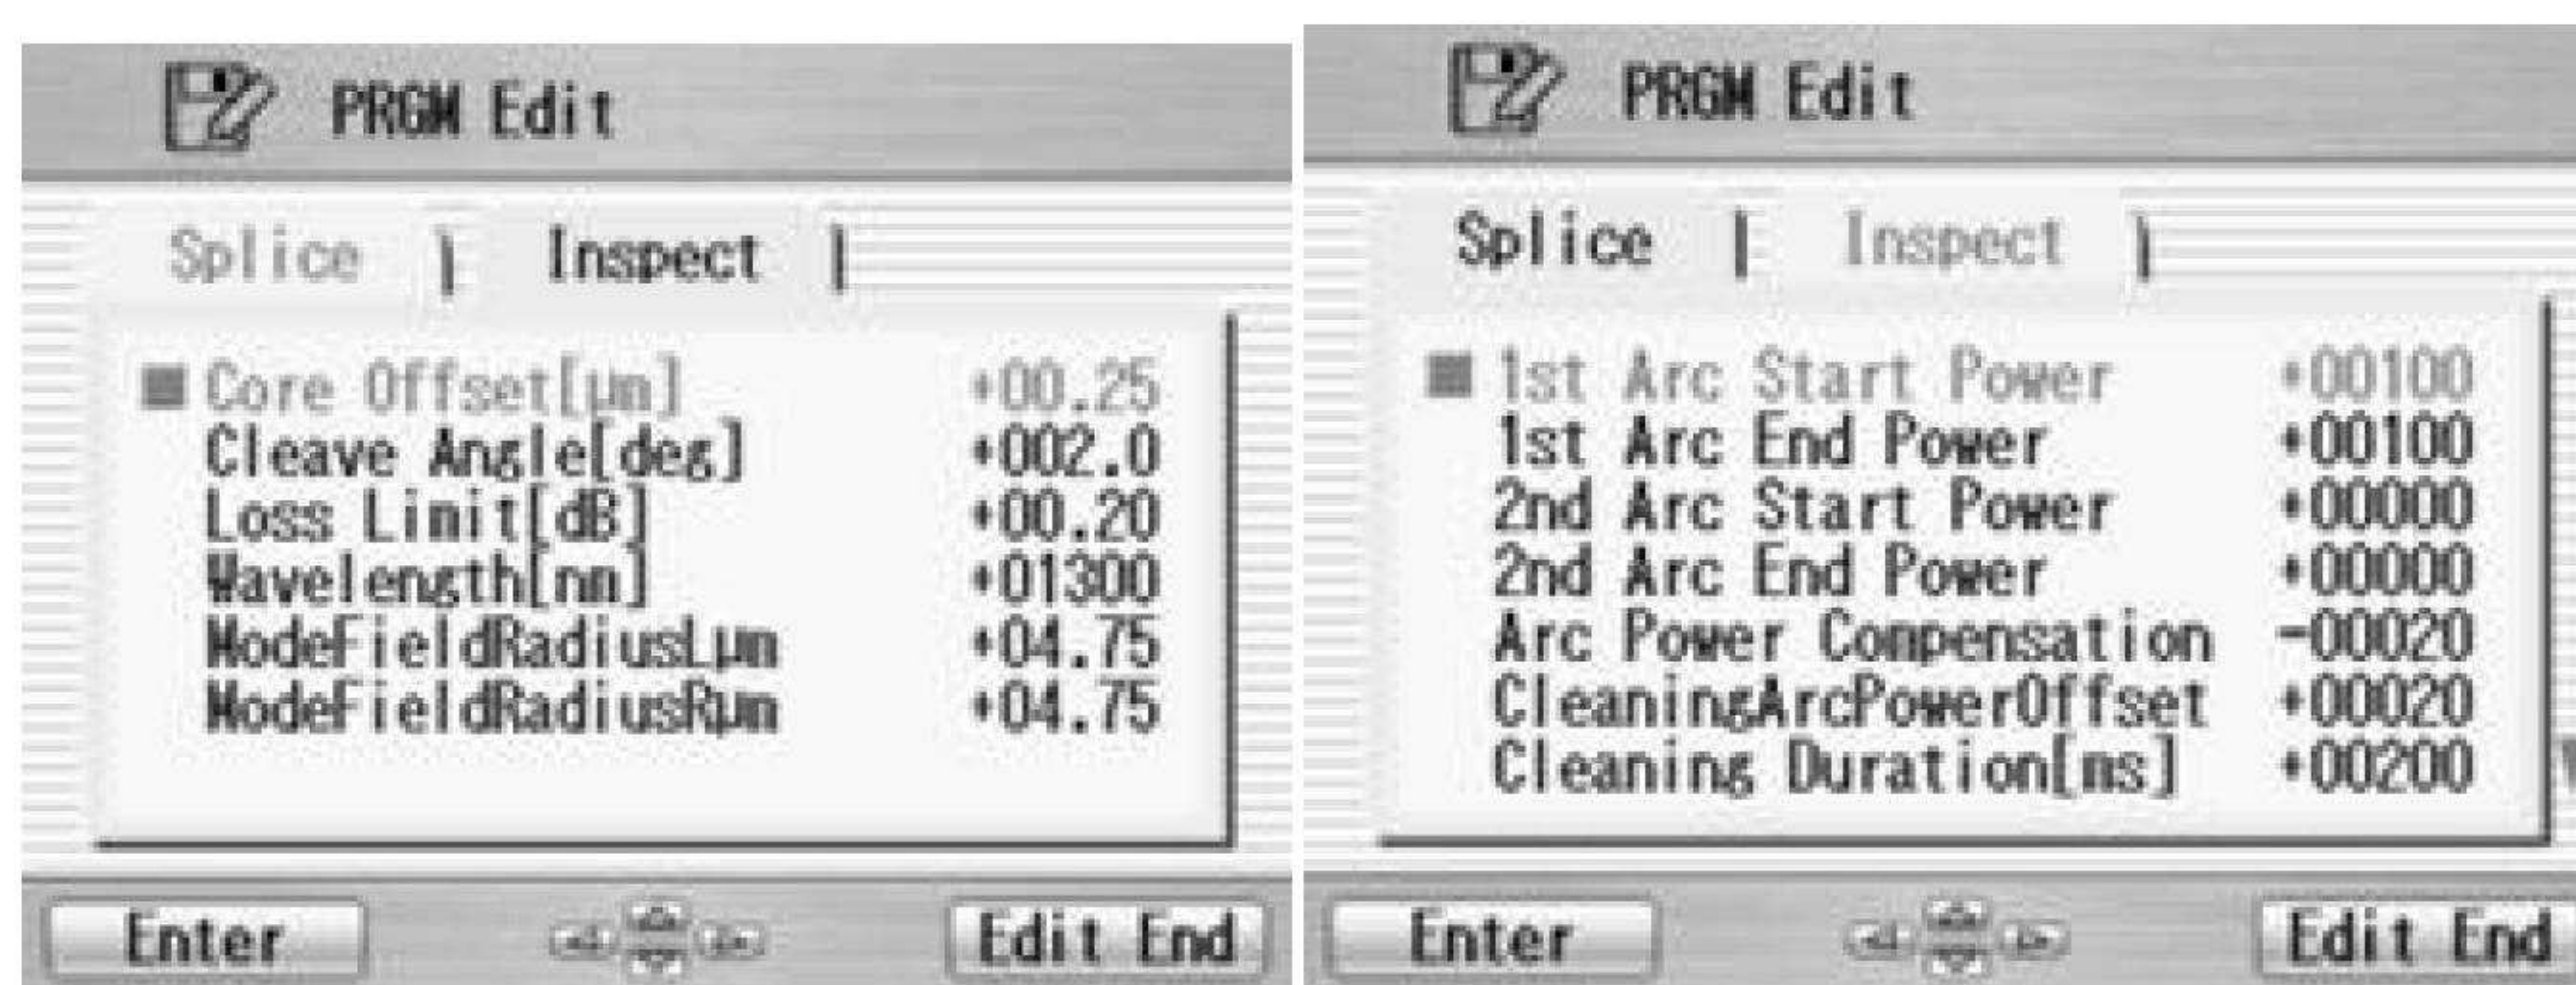 PRGM Edit
Splice | Inspect |
Core Offset[µm] +00.25
Cleave Angle[deg] +002.0
Loss Limit[dB] +00.20
Wavelength[nm] +01300
ModeFieldRadiusLµm +04.75
ModeFieldRadiusRµm +04.75
Enter Edit End
PRGM Edit
Splice | Inspect |
1st Arc Start Power +00100
1st Arc End Power +00100
2nd Arc Start Power +00000
2nd Arc End Power +00000
Arc Power Compensation -00020
CleaningArcPowerOffset +00020
Cleaning Duration[ms] +00200
Enter Edit End